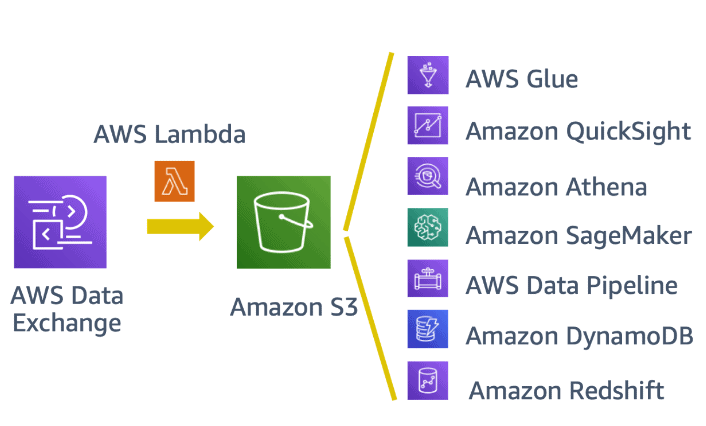 AWS Lambda
AWS Data
Exchange
Amazon S3
AWS Glue
Amazon QuickSight
Amazon Athena
Amazon SageMaker
AWS Data Pipeline
Amazon DynamoDB
Amazon Redshift